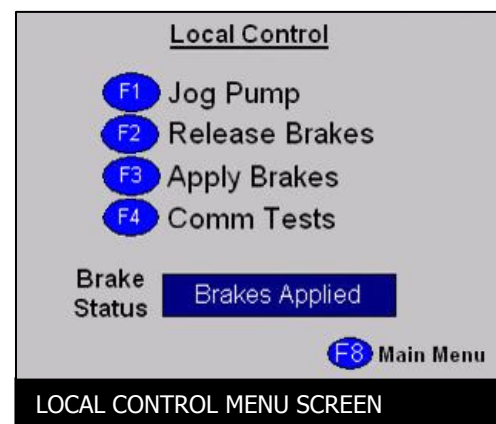 Local Control
F1 Jog Pump
F2 Release Brakes
F3 Apply Brakes
F4 Comm Tests
Brake Status
Brakes Applied
F8 Main Menu
LOCAL CONTROL MENU SCREEN